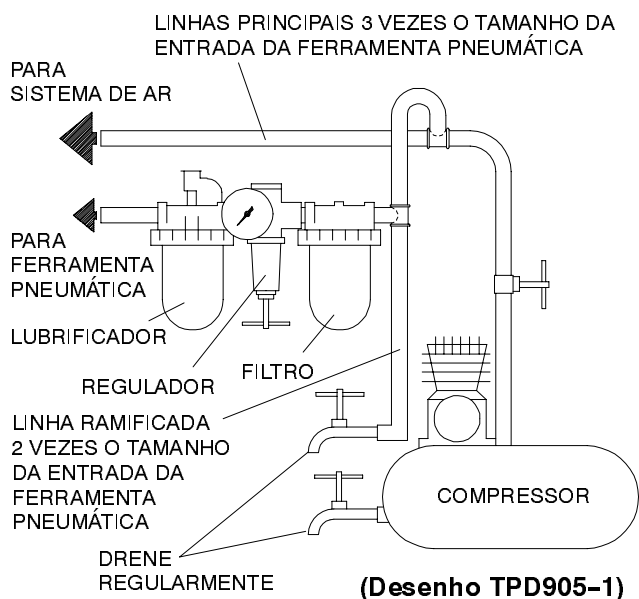 LINHAS PRINCIPAIS 3 VEZES O TAMANHO DA
ENTRADA DA FERRAMENTA PNEUMÁTICA
PARA
SISTEMA DE AR
PARA
FERRAMENTA
PNEUMÁTICA
LUBRIFICADOR
REGULADOR
FILTRO
LINHA RAMIFICADA
2 VEZES O TAMANHO
DA ENTRADA DA
FERRAMENTA
PNEUMÁTICA
COMPRESSOR
DRENE
REGULARMENTE
(Desenho TPD905–1)